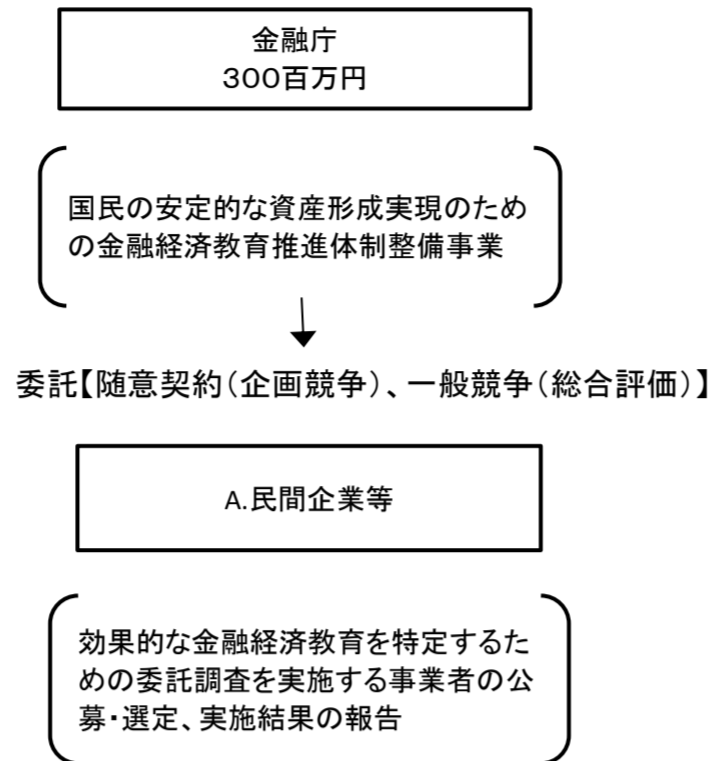 金融庁
300百万円
国民の安定的な資産形成実現のため
の金融経済教育推進体制整備事業
委託【随意契約（企画競争）、一般競争（総合評価）】
A.民間企業等
効果的な金融経済教育を特定するた
めの委託調査を実施する事業者の公
募・選定、実施結果の報告